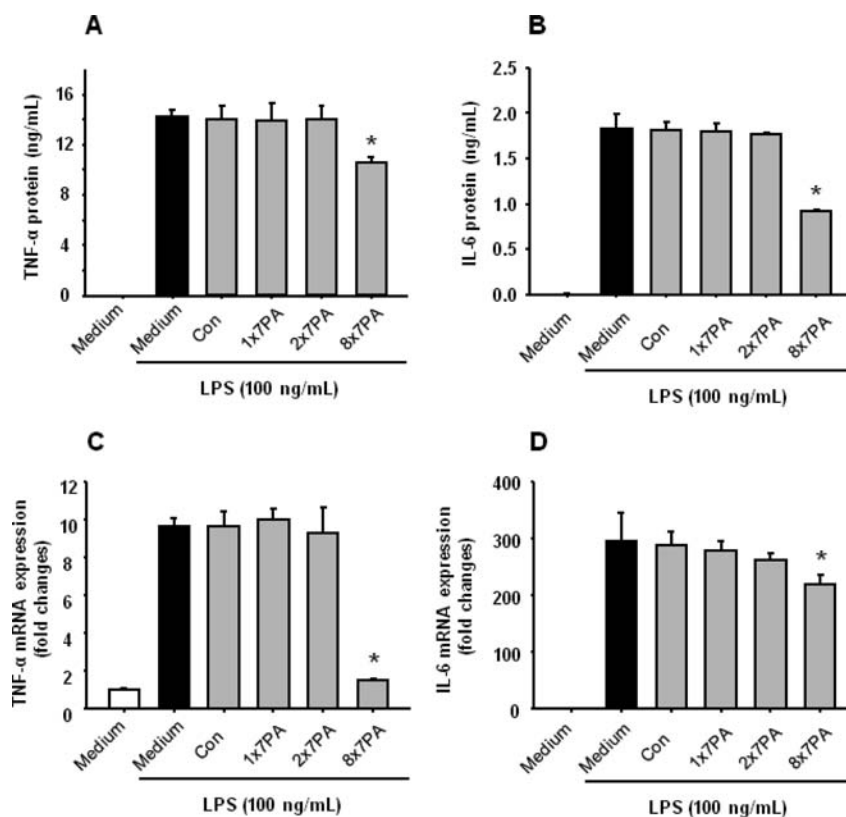 A
TNF-α protein (ng/mL)
16
12
8
4
0
Medium
Medium
Con
1x7PA
2x7PA
8x7PA
*
LPS (100 ng/mL)
B
IL-6 protein (ng/mL)
2.5
2.0
1.5
1.0
0.5
0.0
Medium
Medium
Con
1x7PA
2x7PA
8x7PA
*
LPS (100 ng/mL)
C
TNF-α mRNA expression
(fold changes)
12
10
8
6
4
2
0
Medium
Medium
Con
1x7PA
2x7PA
8x7PA
*
LPS (100 ng/mL)
D
IL-6 mRNA expression
(fold changes)
400
300
200
100
0
Medium
Medium
Con
1x7PA
2x7PA
8x7PA
*
LPS (100 ng/mL)